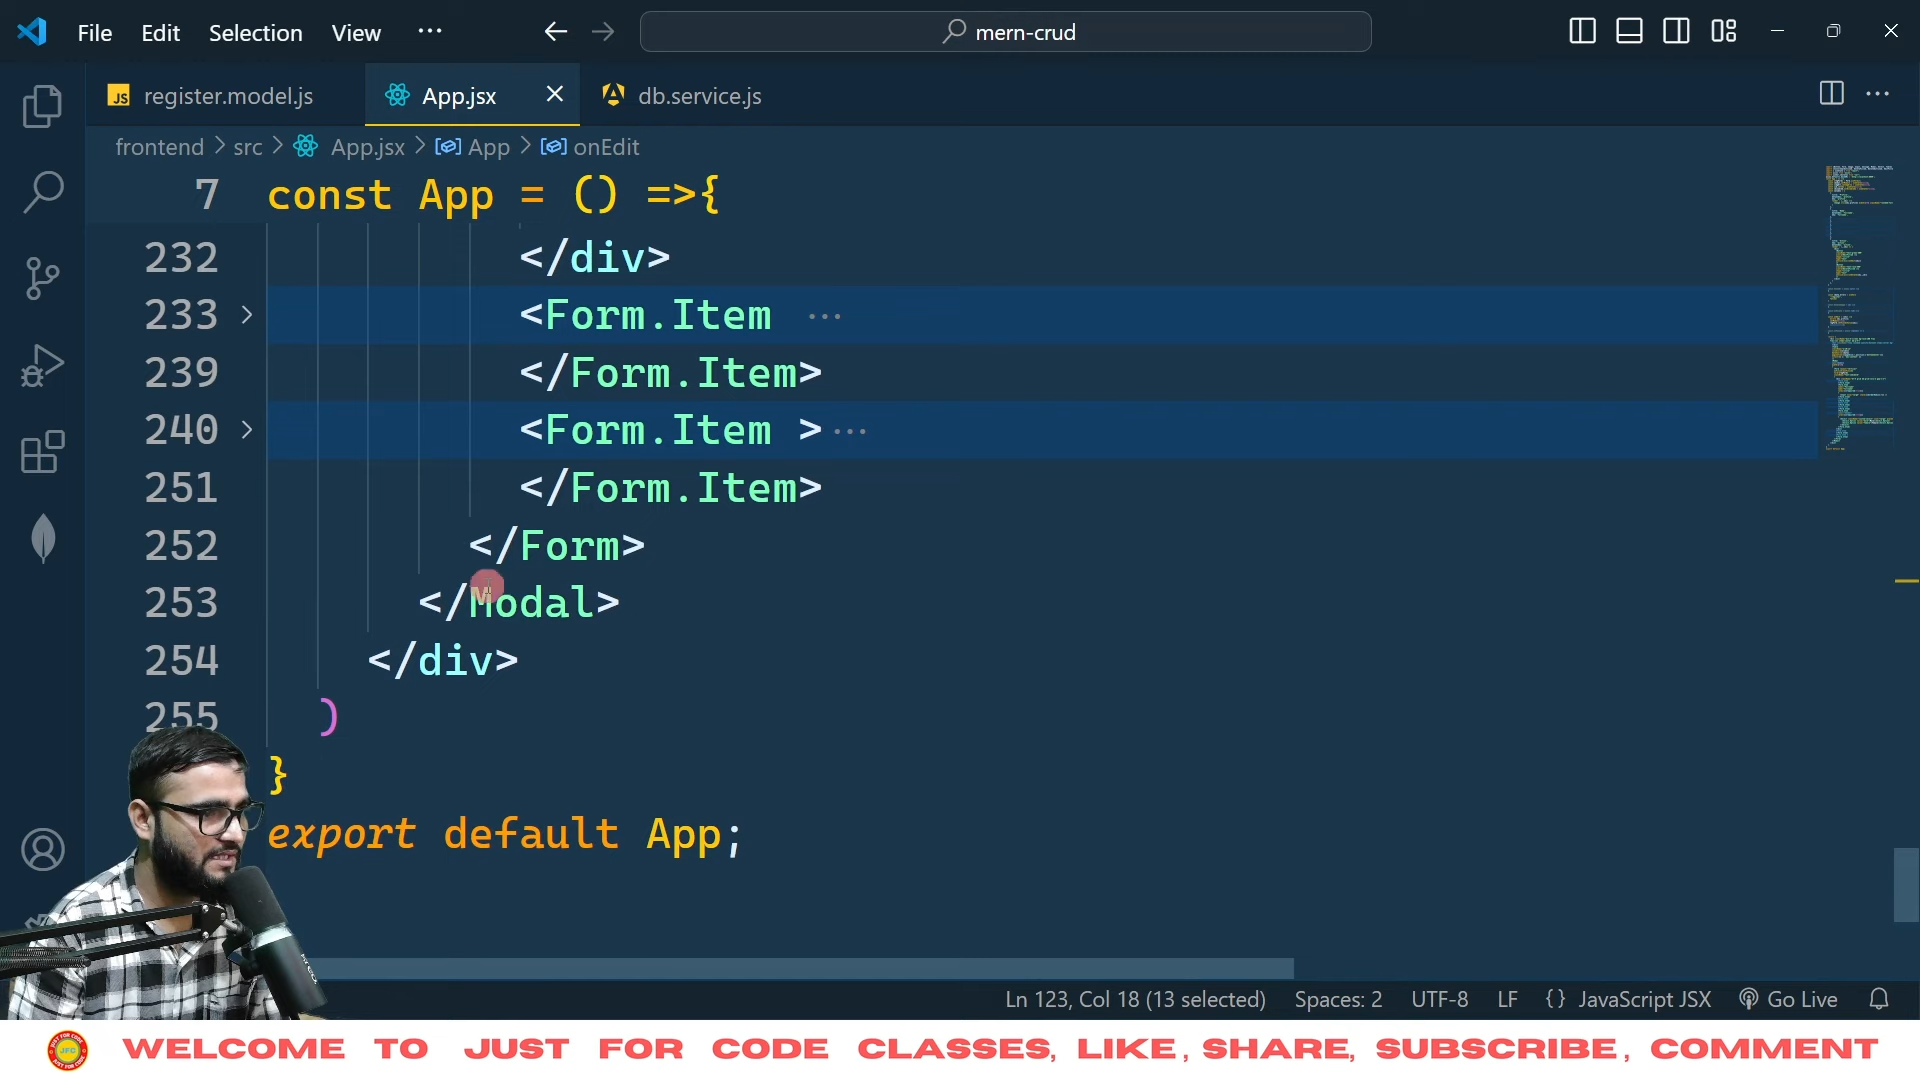 File Edit Selection View ··· mern-crud
register.model.js App.jsx db.service.js
frontend > src > App.jsx > App > onEdit
7 const App = () =>{
232 </div>
233 <Form.Item ···
239 </Form.Item>
240 <Form.Item >···
251 </Form.Item>
252 </Form>
253 </Modal>
254 </div>
255 )
}
export default App;
Ln 123, Col 18 (13 selected) Spaces: 2 UTF-8 LF {} JavaScript JSX Go Live
WELCOME TO JUST FOR CODE CLASSES, LIKE, SHARE, SUBSCRIBE, COMMENT